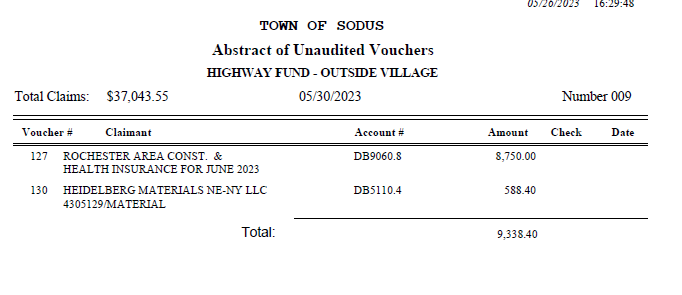 05/26/2023 16:29:48
TOWN OF SODUS
Abstract of Unaudited Vouchers
HIGHWAY FUND - OUTSIDE VILLAGE
Total Claims: $37,043.55 05/30/2023 Number 009
Voucher # Claimant Account # Amount Check Date
127 ROCHESTER AREA CONST. & DB9060.8 8,750.00
HEALTH INSURANCE FOR JUNE 2023
130 HEIDELBERG MATERIALS NE-NY LLC DB5110.4 588.40
4305129/MATERIAL
Total: 9,338.40